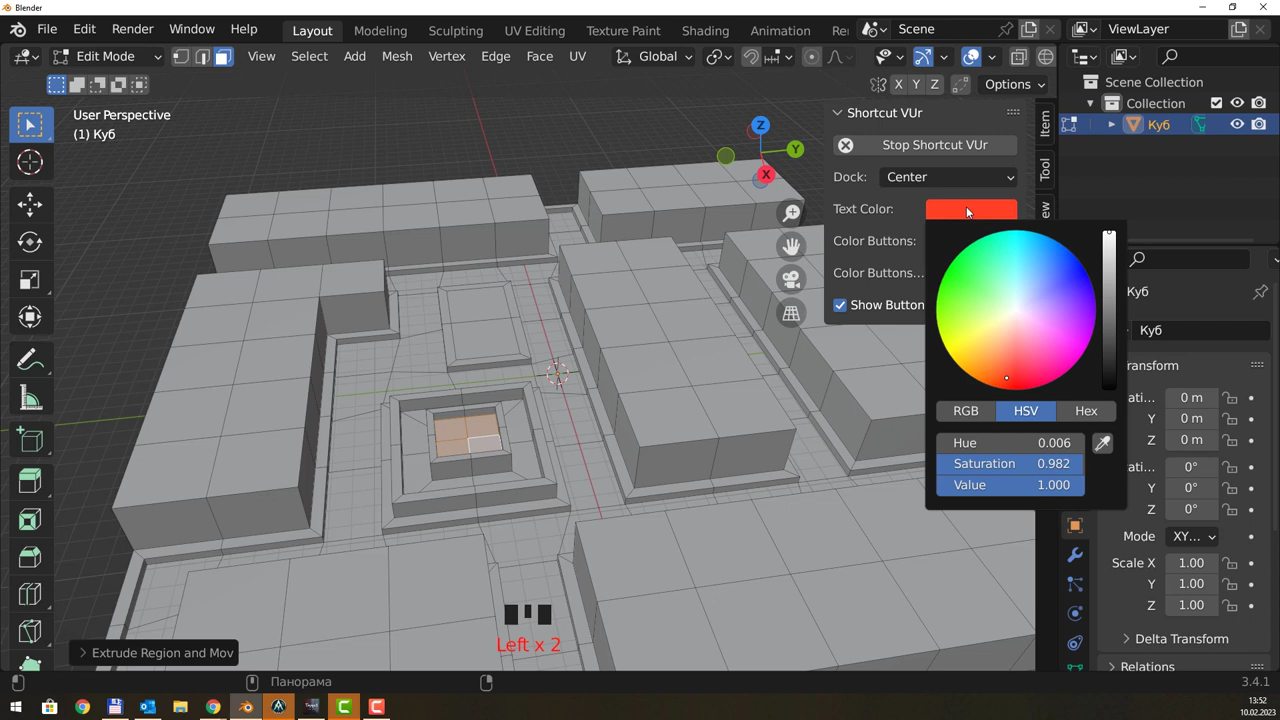 Blender
File Edit Render Window Help Layout Modeling Sculpting UV Editing Texture Paint Shading Animation Re Scene ViewLayer
Edit Mode View Select Add Mesh Vertex Edge Face UV Global
X Y Z Options
Scene Collection
Collection
Куб
User Perspective
(1) Куб
Z
Y
X
Shortcut VUr
Stop Shortcut VUr
Dock: Center
Text Color:
Color Buttons:
Color Buttons...
Show Button
Item
Tool
ew
RGB HSV Hex
Hue 0.006
Saturation 0.982
Value 1.000
Куб
Куб
ransform
ati... 0 m
Y 0 m
Z 0 m
tati... 0°
Y 0°
Z 0°
Mode XY...
Scale X 1.00
Y 1.00
Z 1.00
Delta Transform
Relations
Left x 2
Extrude Region and Mov
Панорама
3.4.1
13:52
10.02.2023